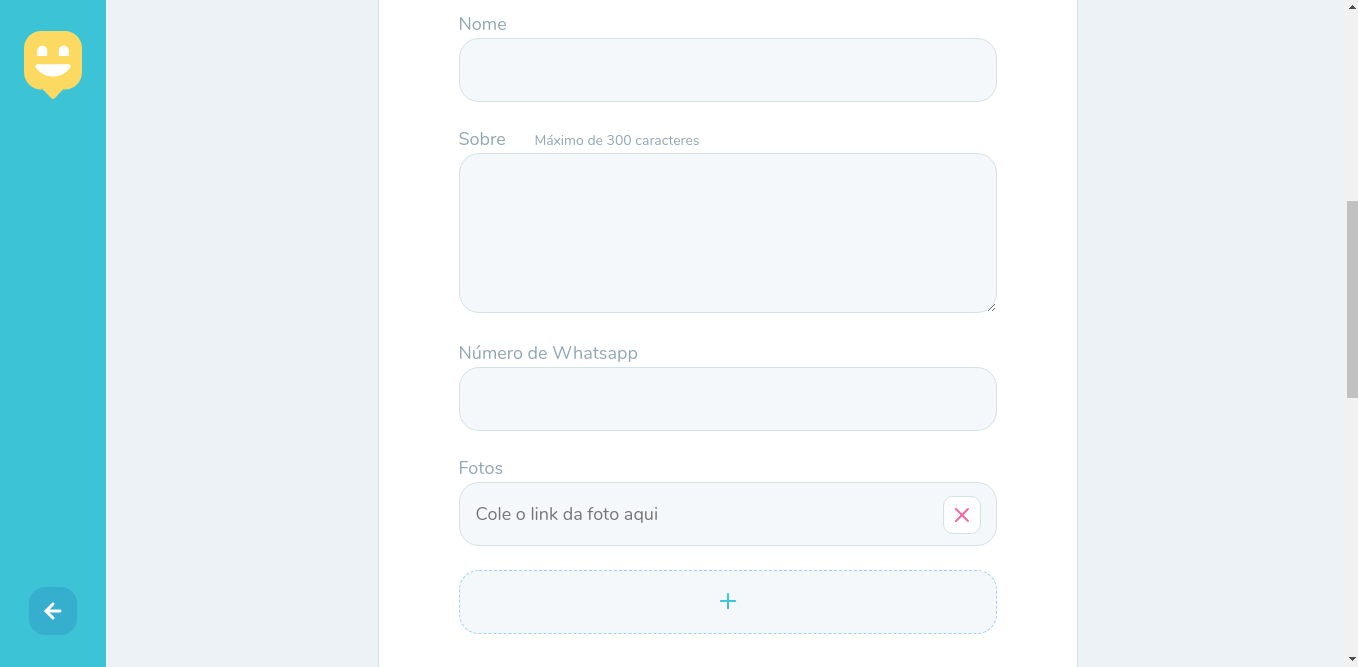 Nome
Sobre Máximo de 300 caracteres
Número de Whatsapp
Fotos
Cole o link da foto aqui